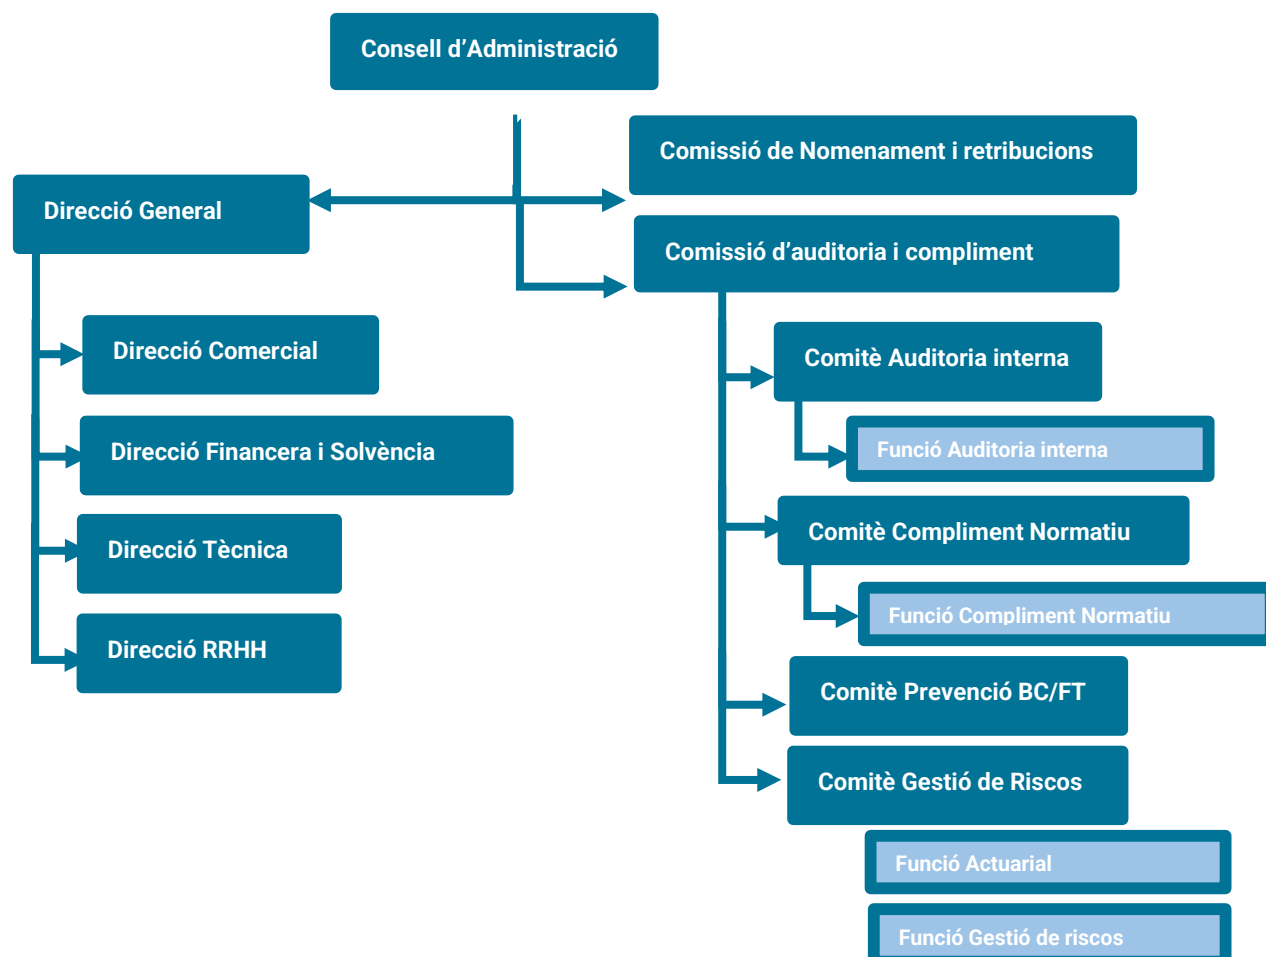 Consell d’Administració
Comissió de Nomenament i retribucions
Direcció General
Comissió d’auditoria i compliment
Direcció Comercial
Direcció Financera i Solvència
Direcció Tècnica
Direcció RRHH
Comitè Auditoria interna
Funció Auditoria interna
Comitè Compliment Normatiu
Funció Compliment Normatiu
Comitè Prevenció BC/FT
Comitè Gestió de Riscos
Funció Actuarial
Funció Gestió de riscos